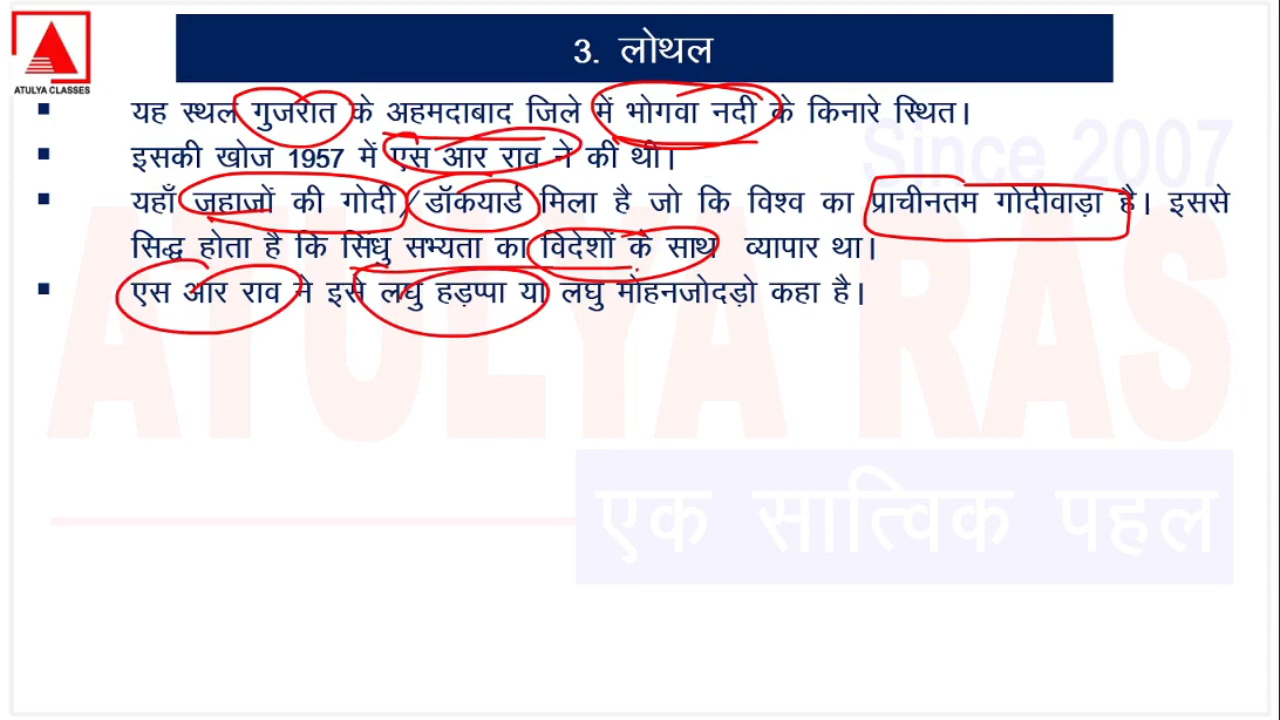 ATULYA CLASSES
3. लोथल
▪ यह स्थल गुजरात के अहमदाबाद जिले में भोगवा नदी के किनारे स्थित।
▪ इसकी खोज 1957 में एस आर राव ने की थी।
▪ यहाँ जहाजों की गोदी/डॉकयार्ड मिला है जो कि विश्व का प्राचीनतम गोदीवाड़ा है। इससे
सिद्ध होता है कि सिंधु सभ्यता का विदेशों के साथ व्यापार था।
▪ एस आर राव ने इसे लघु हड़प्पा या लघु मोहनजोदड़ो कहा है।
Since 2007
ATULYA RAS
एक सात्विक पहल